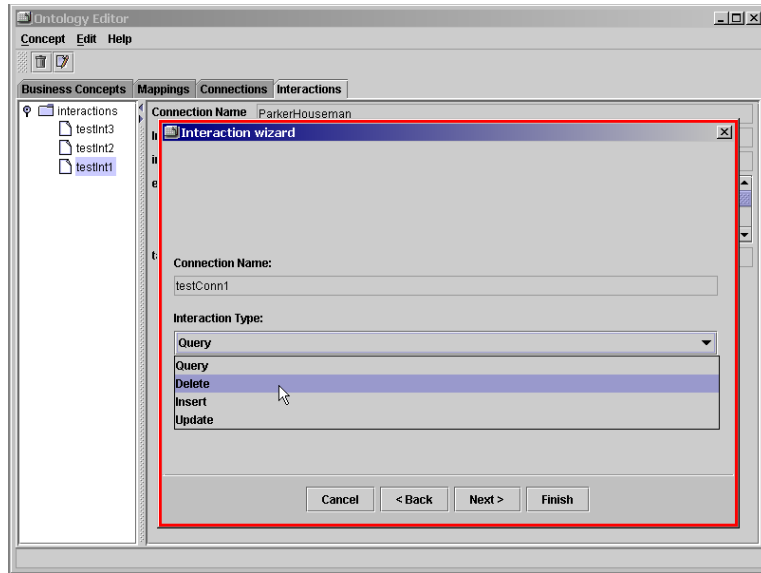 Ontology Editor
Concept Edit Help
Business Concepts Mappings Connections Interactions
interactions
testInt3
testInt2
testInt1
Connection Name ParkerHouseman
Interaction wizard
Connection Name:
testConn1
Interaction Type:
Query
Query
Delete
Insert
Update
Cancel < Back Next > Finish